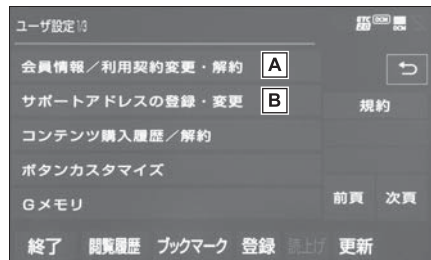 ユーザ設定1/3
ETC DCM DCM
会員情報/利用契約変更・解約 A
サポートアドレスの登録・変更 B
規約
コンテンツ購入履歴/解約
ボタンカスタマイズ
Gメモリ
前頁 次頁
終了 閲覧履歴 ブックマーク 登録 読上げ 更新